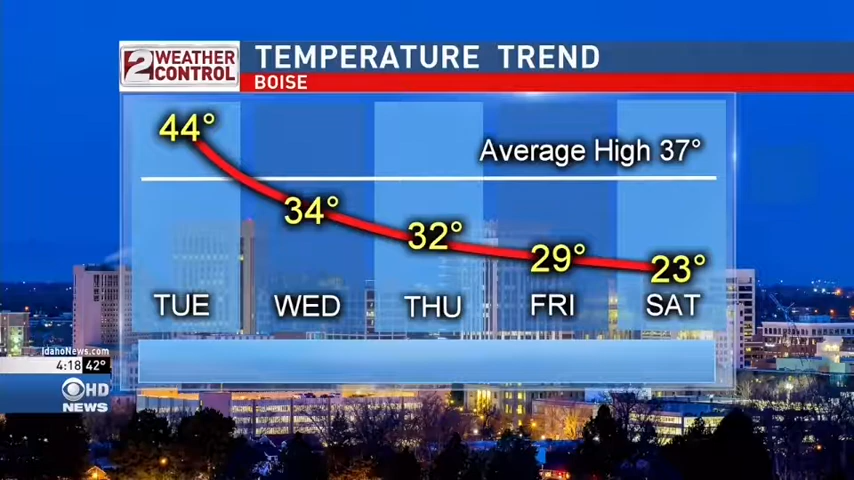 2 WEATHER
CONTROL
TEMPERATURE TREND
BOISE
44°
Average High 37°
34°
32°
29°
23°
TUE WED THU FRI SAT
IdahoNews.com
4:18 42°
HD
NEWS